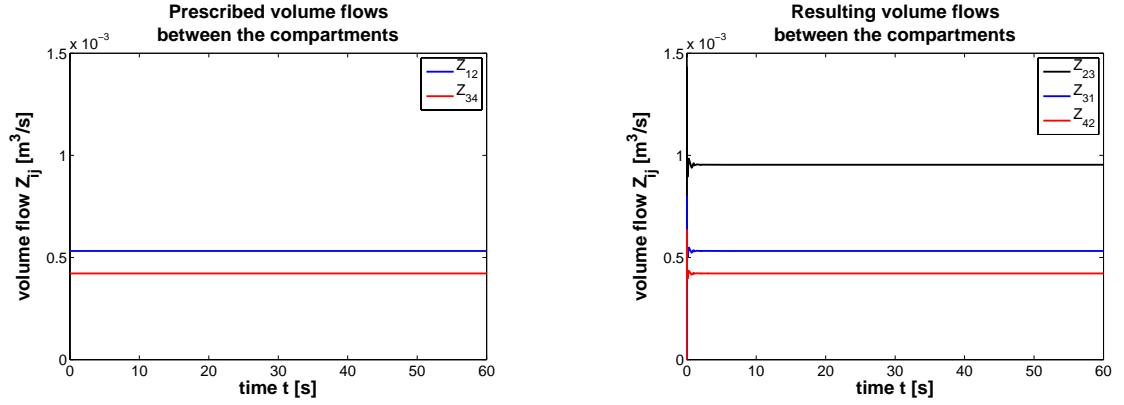 Prescribed volume flows
between the compartments
x 10⁻³
1.5
1
0.5
0
0 10 20 30 40 50 60
volume flow Z_ij [m³/s]
time t [s]
Z₁₂
Z₃₄
Resulting volume flows
between the compartments
x 10⁻³
1.5
1
0.5
0
0 10 20 30 40 50 60
volume flow Z_ij [m³/s]
time t [s]
Z₂₃
Z₃₁
Z₄₂